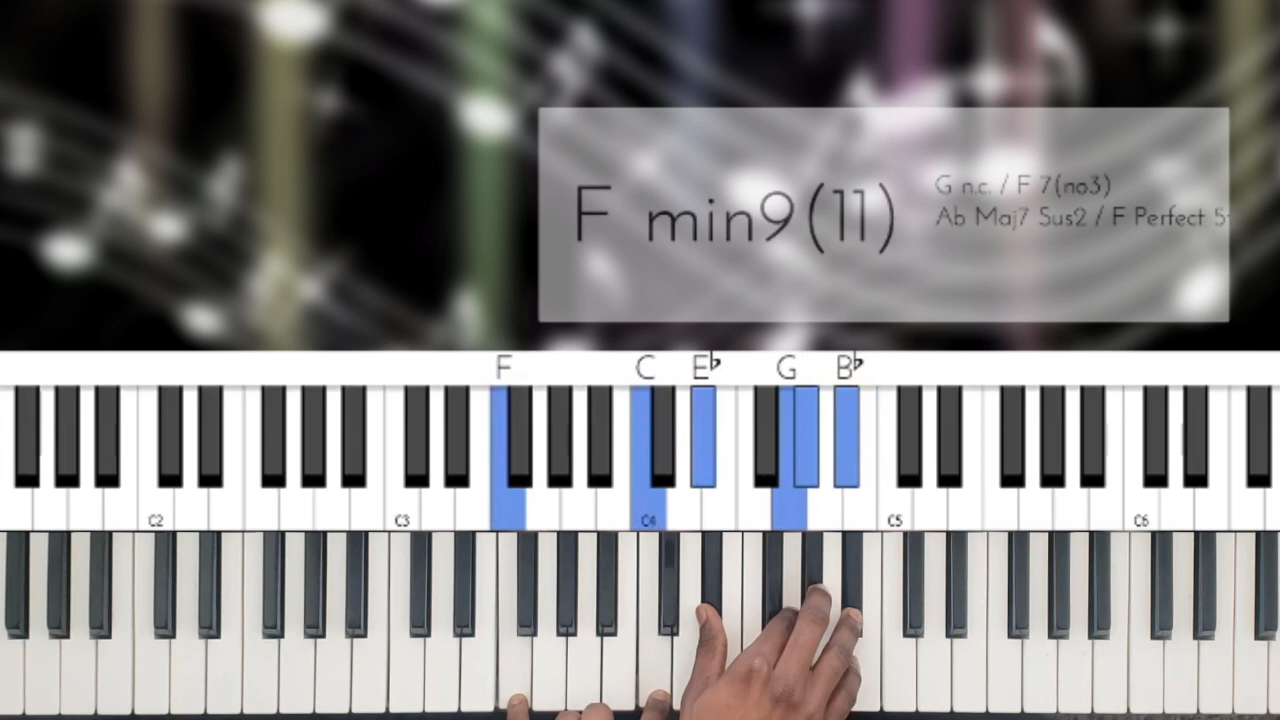 F min9(11)
G n.c. / F 7(no3)
Ab Maj7 Sus2 / F Perfect 5
F C E♭ G B♭
C2 C3 C4 C5 C6